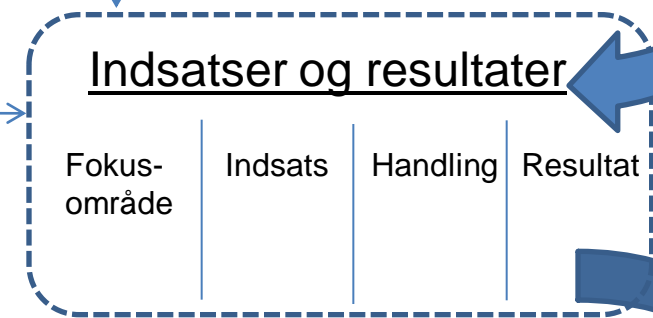 Indsatser og resultater
Fokus- Indsats Handling Resultat
område